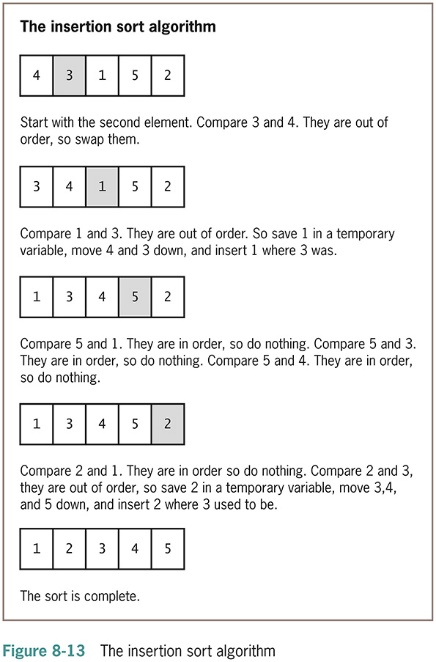 The insertion sort algorithm
4 3 1 5 2
Start with the second element. Compare 3 and 4. They are out of
order, so swap them.
3 4 1 5 2
Compare 1 and 3. They are out of order. So save 1 in a temporary
variable, move 4 and 3 down, and insert 1 where 3 was.
1 3 4 5 2
Compare 5 and 1. They are in order, so do nothing. Compare 5 and 3.
They are in order, so do nothing. Compare 5 and 4. They are in order,
so do nothing.
1 3 4 5 2
Compare 2 and 1. They are in order so do nothing. Compare 2 and 3,
they are out of order, so save 2 in a temporary variable, move 3,4,
and 5 down, and insert 2 where 3 used to be.
1 2 3 4 5
The sort is complete.
Figure 8-13 The insertion sort algorithm